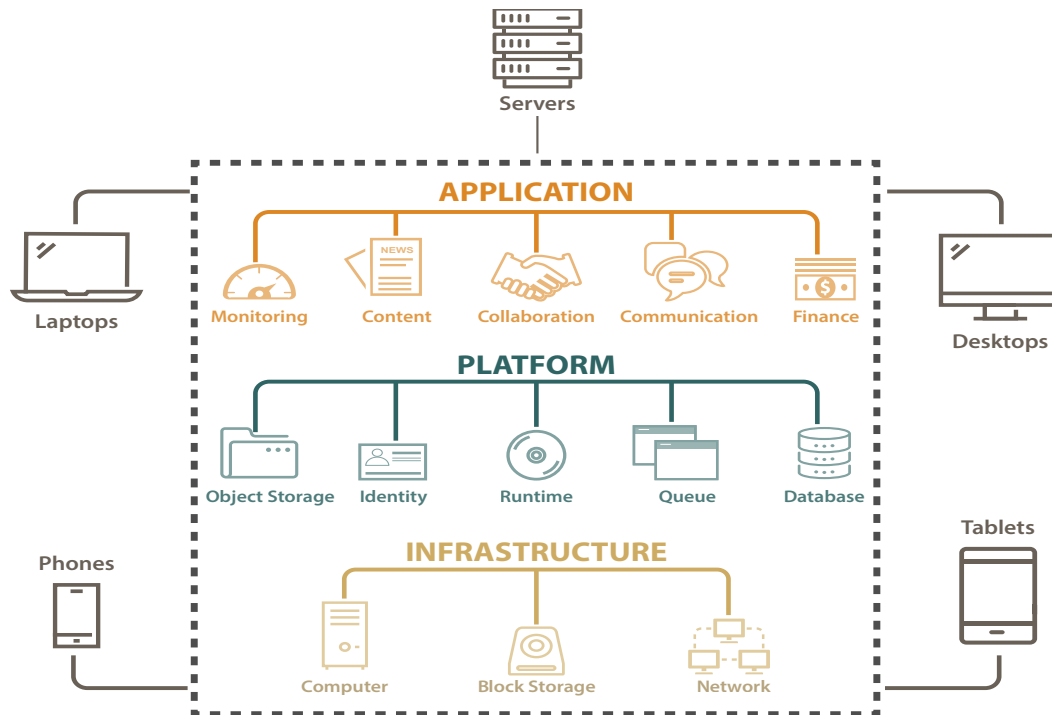 Servers
APPLICATION
NEWS
Monitoring
Content
Collaboration
Communication
$
Finance
Laptops
Desktops
PLATFORM
Object Storage
Identity
Runtime
Queue
Database
INFRASTRUCTURE
Computer
Block Storage
Network
Phones
Tablets